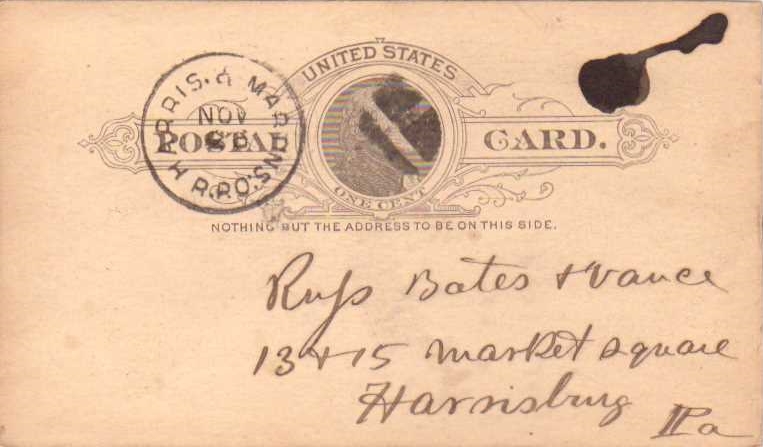 UNITED STATES
POSTAL CARD.
ONE CENT
NOTHING BUT THE ADDRESS TO BE ON THIS SIDE.
NOV
R.P.O.
Bates & Vance
13 & 15 Market Square
Harrisburg
Pa